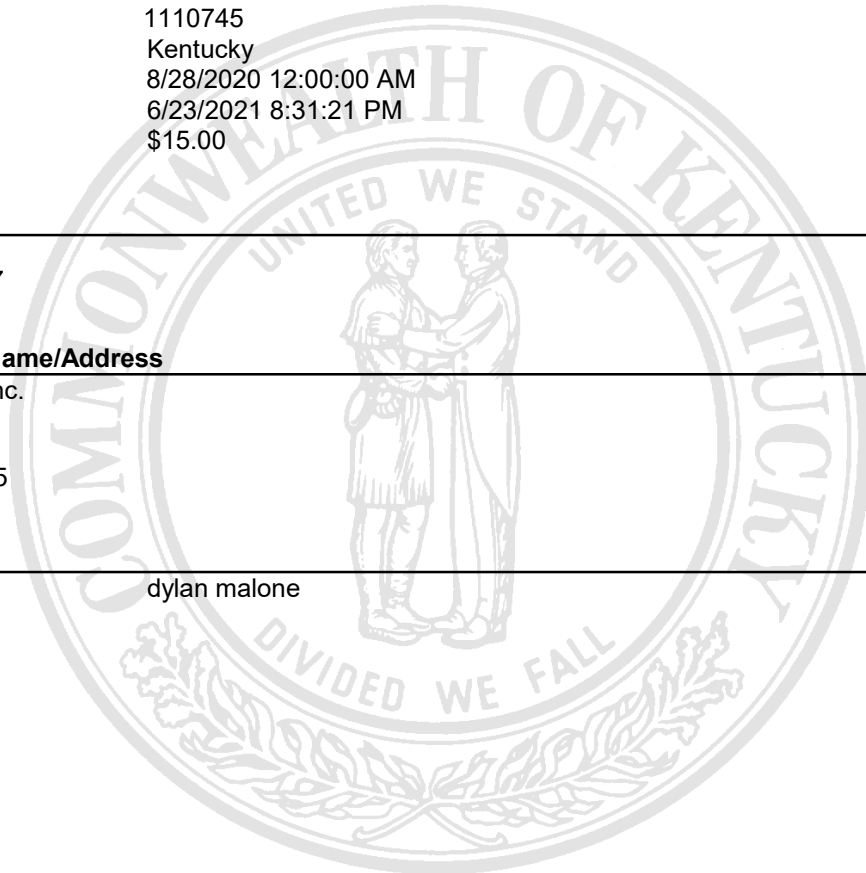 1110745
Kentucky
8/28/2020 12:00:00 AM
6/23/2021 8:31:21 PM
$15.00
COMMONWEALTH OF KENTUCKY
UNITED WE STAND
ame/Address
nc.
5
dylan malone
DIVIDED WE FALL